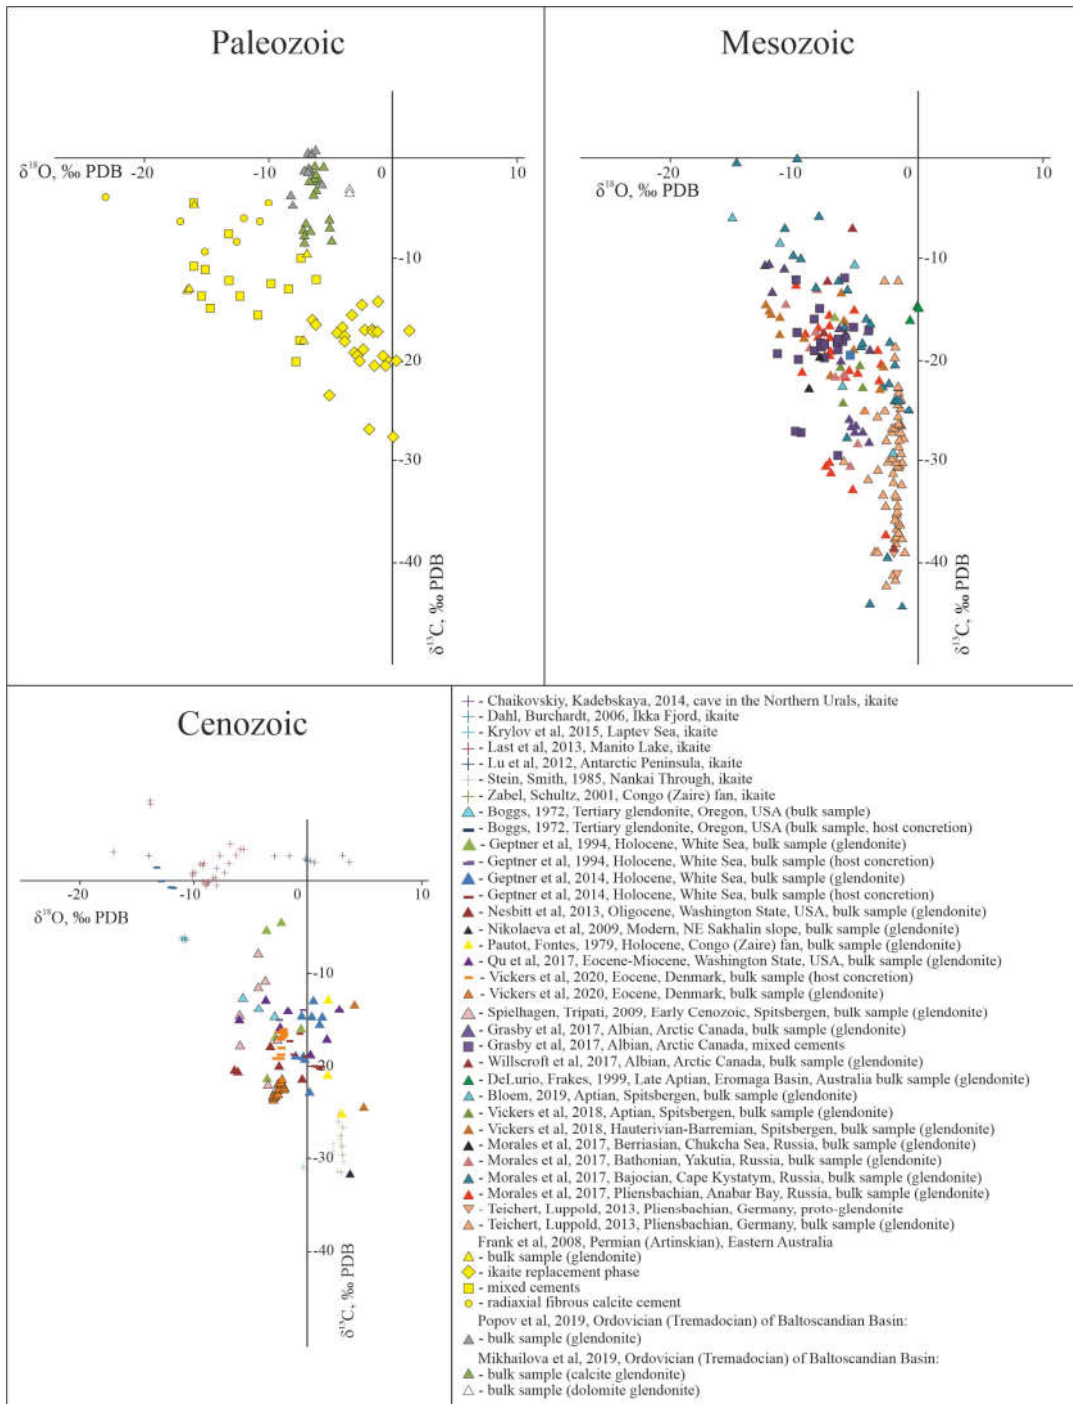 Paleozoic
δ18O, ‰ PDB
-20
-10
0
10
-10
-20
-30
-40
δ13C, ‰ PDB
Mesozoic
-20
-10
0
10
δ18O, ‰ PDB
-10
-20
-30
-40
δ13C, ‰ PDB
Cenozoic
-20
-10
0
10
δ18O, ‰ PDB
-10
-20
-30
-40
δ13C, ‰ PDB
- Chaikovskiy, Kadebskaya, 2014, cave in the Northern Urals, ikaite
- Dahl, Burchardt, 2006, Ikka Fjord, ikaite
- Krylov et al, 2015, Laptev Sea, ikaite
- Last et al, 2013, Manito Lake, ikaite
- Lu et al, 2012, Antarctic Peninsula, ikaite
- Stein, Smith, 1985, Nankai Through, ikaite
- Zabel, Schultz, 2001, Congo (Zaire) fan, ikaite
- Boggs, 1972, Tertiary glendonite, Oregon, USA (bulk sample)
- Boggs, 1972, Tertiary glendonite, Oregon, USA (bulk sample, host concretion)
- Geptner et al, 1994, Holocene, White Sea, bulk sample (glendonite)
- Geptner et al, 1994, Holocene, White Sea, bulk sample (host concretion)
- Geptner et al, 2014, Holocene, White Sea, bulk sample (glendonite)
- Geptner et al, 2014, Holocene, White Sea, bulk sample (host concretion)
- Nesbitt et al, 2013, Oligocene, Washington State, USA, bulk sample (glendonite)
- Nikolaeva et al, 2009, Modern, NE Sakhalin slope, bulk sample (glendonite)
- Pautot, Fontes, 1979, Holocene, Congo (Zaire) fan, bulk sample (glendonite)
- Qu et al, 2017, Eocene-Miocene, Washington State, USA, bulk sample (glendonite)
- Vickers et al, 2020, Eocene, Denmark, bulk sample (host concretion)
- Vickers et al, 2020, Eocene, Denmark, bulk sample (glendonite)
- Spielhagen, Tripati, 2009, Early Cenozoic, Spitsbergen, bulk sample (glendonite)
- Grasby et al, 2017, Albian, Arctic Canada, bulk sample (glendonite)
- Grasby et al, 2017, Albian, Arctic Canada, mixed cements
- Willscroft et al, 2017, Albian, Arctic Canada, bulk sample (glendonite)
- DeLurio, Frakes, 1999, Late Aptian, Eromaga Basin, Australia bulk sample (glendonite)
- Bloem, 2019, Aptian, Spitsbergen, bulk sample (glendonite)
- Vickers et al, 2018, Aptian, Spitsbergen, bulk sample (glendonite)
- Vickers et al, 2018, Hauterivian-Barremian, Spitsbergen, bulk sample (glendonite)
- Morales et al, 2017, Berriasian, Chukcha Sea, Russia, bulk sample (glendonite)
- Morales et al, 2017, Bathonian, Yakutia, Russia, bulk sample (glendonite)
- Morales et al, 2017, Bajocian, Cape Kystatym, Russia, bulk sample (glendonite)
- Morales et al, 2017, Pliensbachian, Anabar Bay, Russia, bulk sample (glendonite)
- Teichert, Luppold, 2013, Pliensbachian, Germany, proto-glendonite
- Teichert, Luppold, 2013, Pliensbachian, Germany, bulk sample (glendonite)
Frank et al, 2008, Permian (Artinskian), Eastern Australia
- bulk sample (glendonite)
- ikaite replacement phase
- mixed cements
- radiaxial fibrous calcite cement
Popov et al, 2019, Ordovician (Tremadocian) of Baltoscandian Basin:
- bulk sample (glendonite)
Mikhailova et al, 2019, Ordovician (Tremadocian) of Baltoscandian Basin:
- bulk sample (calcite glendonite)
- bulk sample (dolomite glendonite)